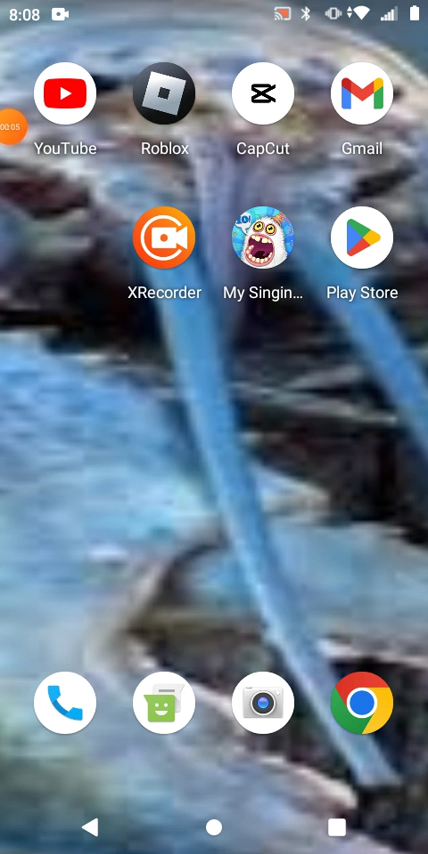 8:08
YouTube
Roblox
CapCut
Gmail
00:05
XRecorder
My Singin...
Play Store